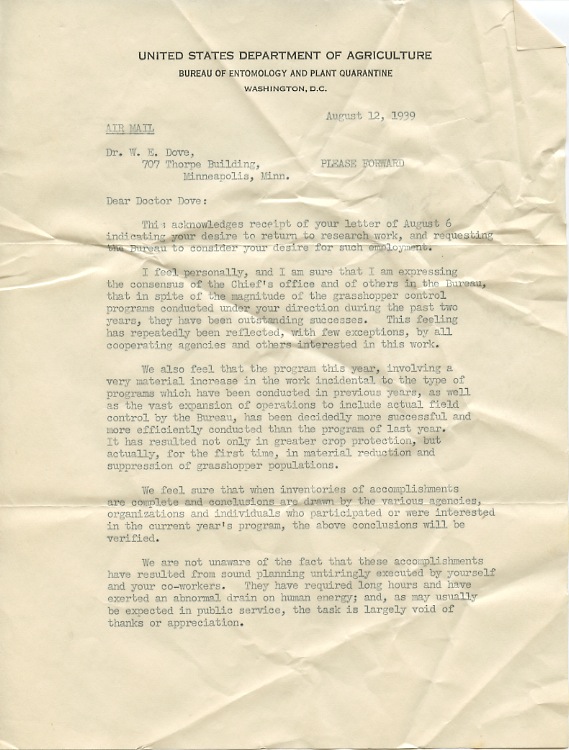 UNITED STATES DEPARTMENT OF AGRICULTURE
BUREAU OF ENTOMOLOGY AND PLANT QUARANTINE
WASHINGTON, D.C.
August 12, 1939
AIR MAIL
Dr. W. E. Dove,
707 Thorpe Building, PLEASE FORWARD
Minneapolis, Minn.
Dear Doctor Dove:
This acknowledges receipt of your letter of August 6
indicating your desire to return to research work, and requesting
the Bureau to consider your desire for such employment.
I feel personally, and I am sure that I am expressing
the consensus of the Chief's office and of others in the Bureau,
that in spite of the magnitude of the grasshopper control
programs conducted under your direction during the past two
years, they have been outstanding successes. This feeling
has repeatedly been reflected, with few exceptions, by all
cooperating agencies and others interested in this work.
We also feel that the program this year, involving a
very material increase in the work incidental to the type of
programs which have been conducted in previous years, as well
as the vast expansion of operations to include actual field
control by the Bureau, has been decidedly more successful and
more efficiently conducted than the program of last year.
It has resulted not only in greater crop protection, but
actually, for the first time, in material reduction and
suppression of grasshopper populations.
We feel sure that when inventories of accomplishments
are complete and conclusions are drawn by the various agencies,
organizations and individuals who participated or were interested
in the current year's program, the above conclusions will be
verified.
We are not unaware of the fact that these accomplishments
have resulted from sound planning untiringly executed by yourself
and your co-workers. They have required long hours and have
exerted an abnormal drain on human energy; and, as may usually
be expected in public service, the task is largely void of
thanks or appreciation.